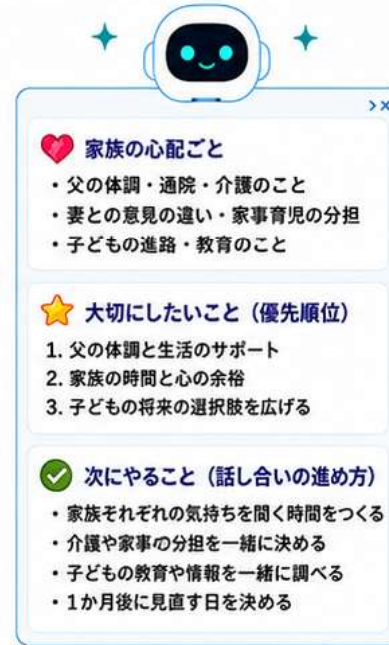 家族の心配ごと
・父の体調・通院・介護のこと
・妻との意見の違い・家事育児の分担
・子どもの進路・教育のこと
大切にしたいこと（優先順位）
1. 父の体調と生活のサポート
2. 家族の時間と心の余裕
3. 子どもの将来の選択肢を広げる
次にやること（話し合いの進め方）
・家族それぞれの気持ちを聞く時間をつくる
・介護や家事の分担を一緒に決める
・子どもの教育や情報を一緒に調べる
・1か月後に見直す日を決める